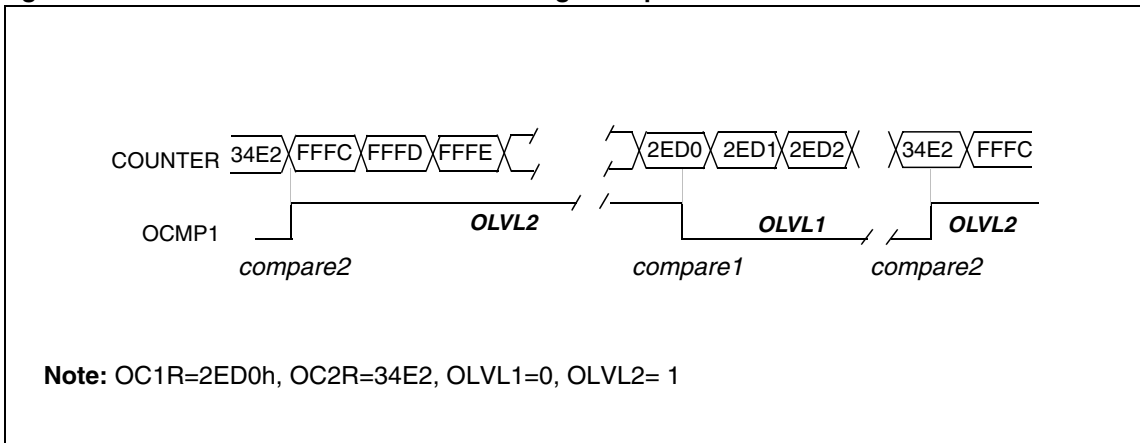 COUNTER 34E2 FFFC FFFD FFFE 2ED0 2ED1 2ED2 34E2 FFFC
OCMP1 OLVL2 OLVL1 OLVL2
compare2 compare1 compare2
Note: OC1R=2ED0h, OC2R=34E2, OLVL1=0, OLVL2= 1